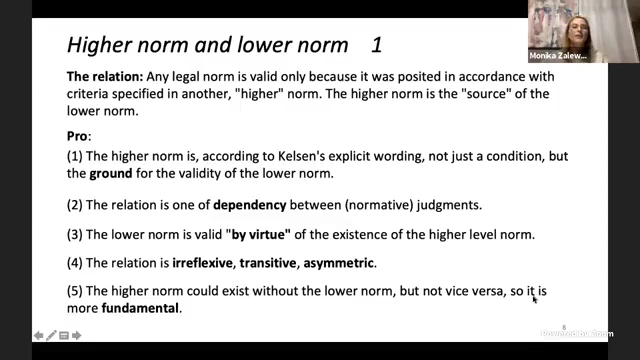 Higher norm and lower norm 1
Monika Zalew...
The relation: Any legal norm is valid only because it was posited in accordance with
criteria specified in another, "higher" norm. The higher norm is the "source" of the
lower norm.
Pro:
(1) The higher norm is, according to Kelsen's explicit wording, not just a condition, but
the ground for the validity of the lower norm.
(2) The relation is one of dependency between (normative) judgments.
(3) The lower norm is valid "by virtue" of the existence of the higher level norm.
(4) The relation is irreflexive, transitive, asymmetric.
(5) The higher norm could exist without the lower norm, but not vice versa, so it is
more fundamental.
8
Powered by Zoom